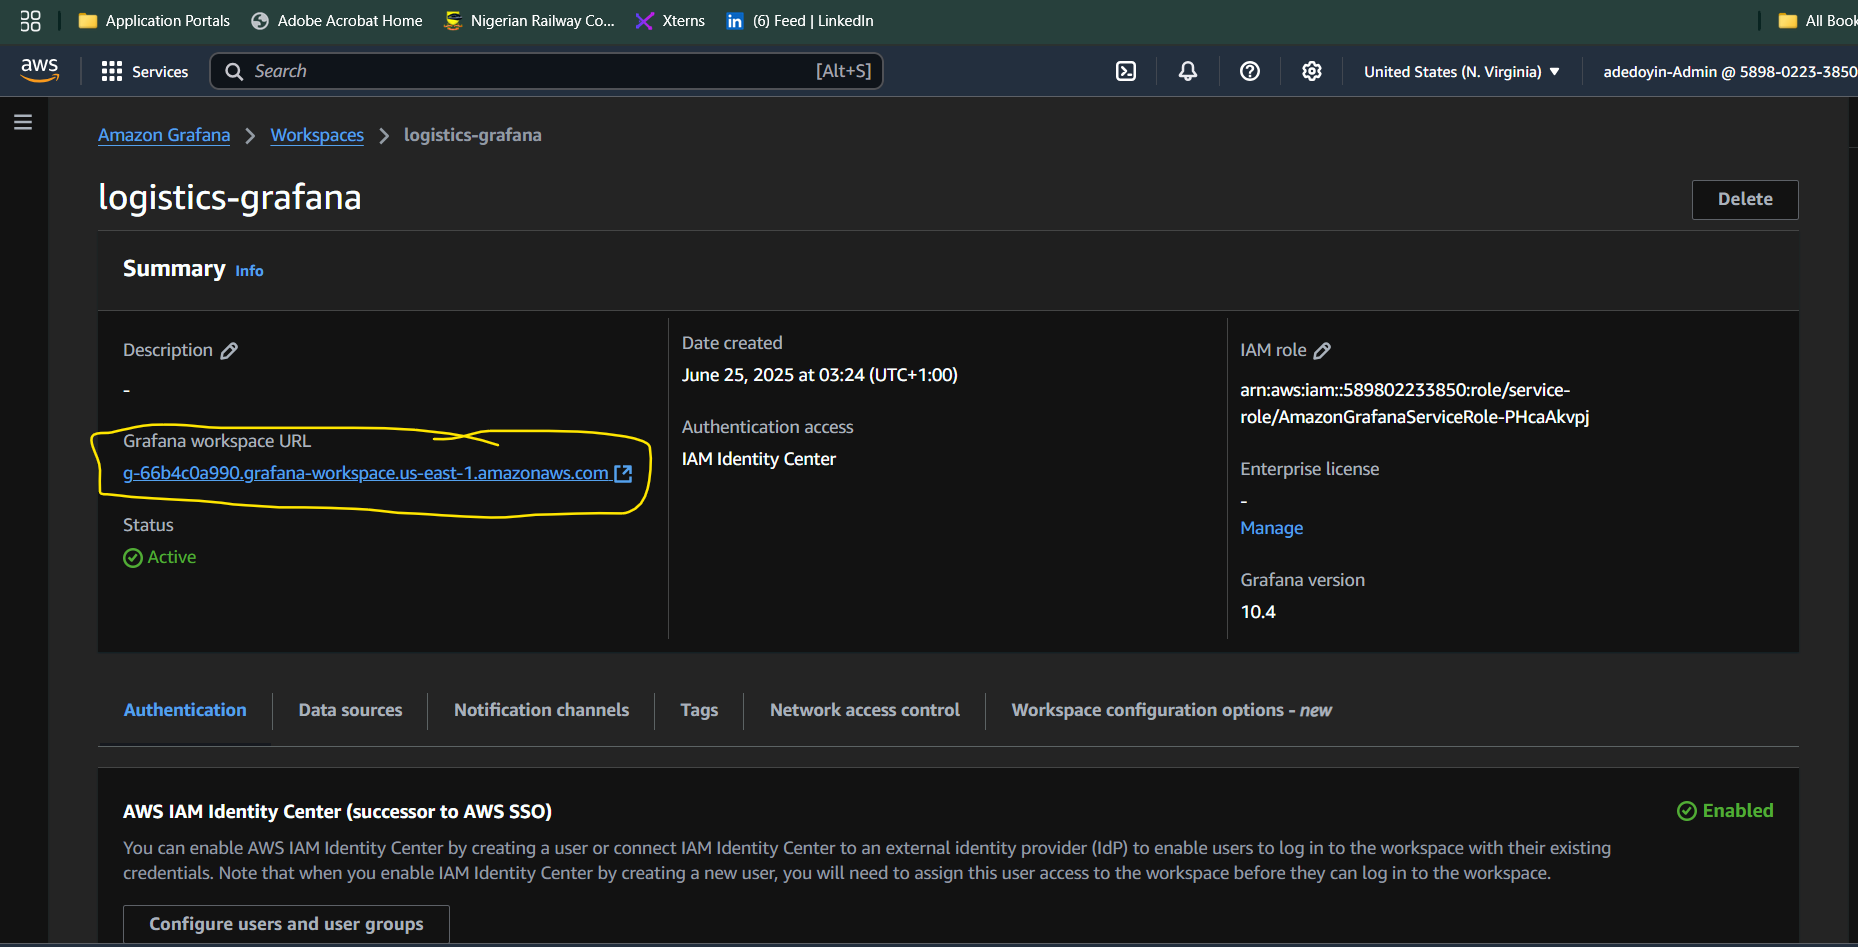 Application Portals
Adobe Acrobat Home
Nigerian Railway Co...
Xterns
(6) Feed | LinkedIn
All Book
aws
Services
Search
[Alt+S]
United States (N. Virginia)
adedoyin-Admin @ 5898-0223-3850
Amazon Grafana
Workspaces
logistics-grafana
logistics-grafana
Delete
Summary Info
Description
-
Grafana workspace URL
g-66b4c0a990.grafana-workspace.us-east-1.amazonaws.com
Status
Active
Date created
June 25, 2025 at 03:24 (UTC+1:00)
Authentication access
IAM Identity Center
IAM role
arn:aws:iam::589802233850:role/service-
role/AmazonGrafanaServiceRole-PHcaAkvpj
Enterprise license
-
Manage
Grafana version
10.4
Authentication
Data sources
Notification channels
Tags
Network access control
Workspace configuration options - new
AWS IAM Identity Center (successor to AWS SSO)
Enabled
You can enable AWS IAM Identity Center by creating a user or connect IAM Identity Center to an external identity provider (IdP) to enable users to log in to the workspace with their existing
credentials. Note that when you enable IAM Identity Center by creating a new user, you will need to assign this user access to the workspace before they can log in to the workspace.
Configure users and user groups